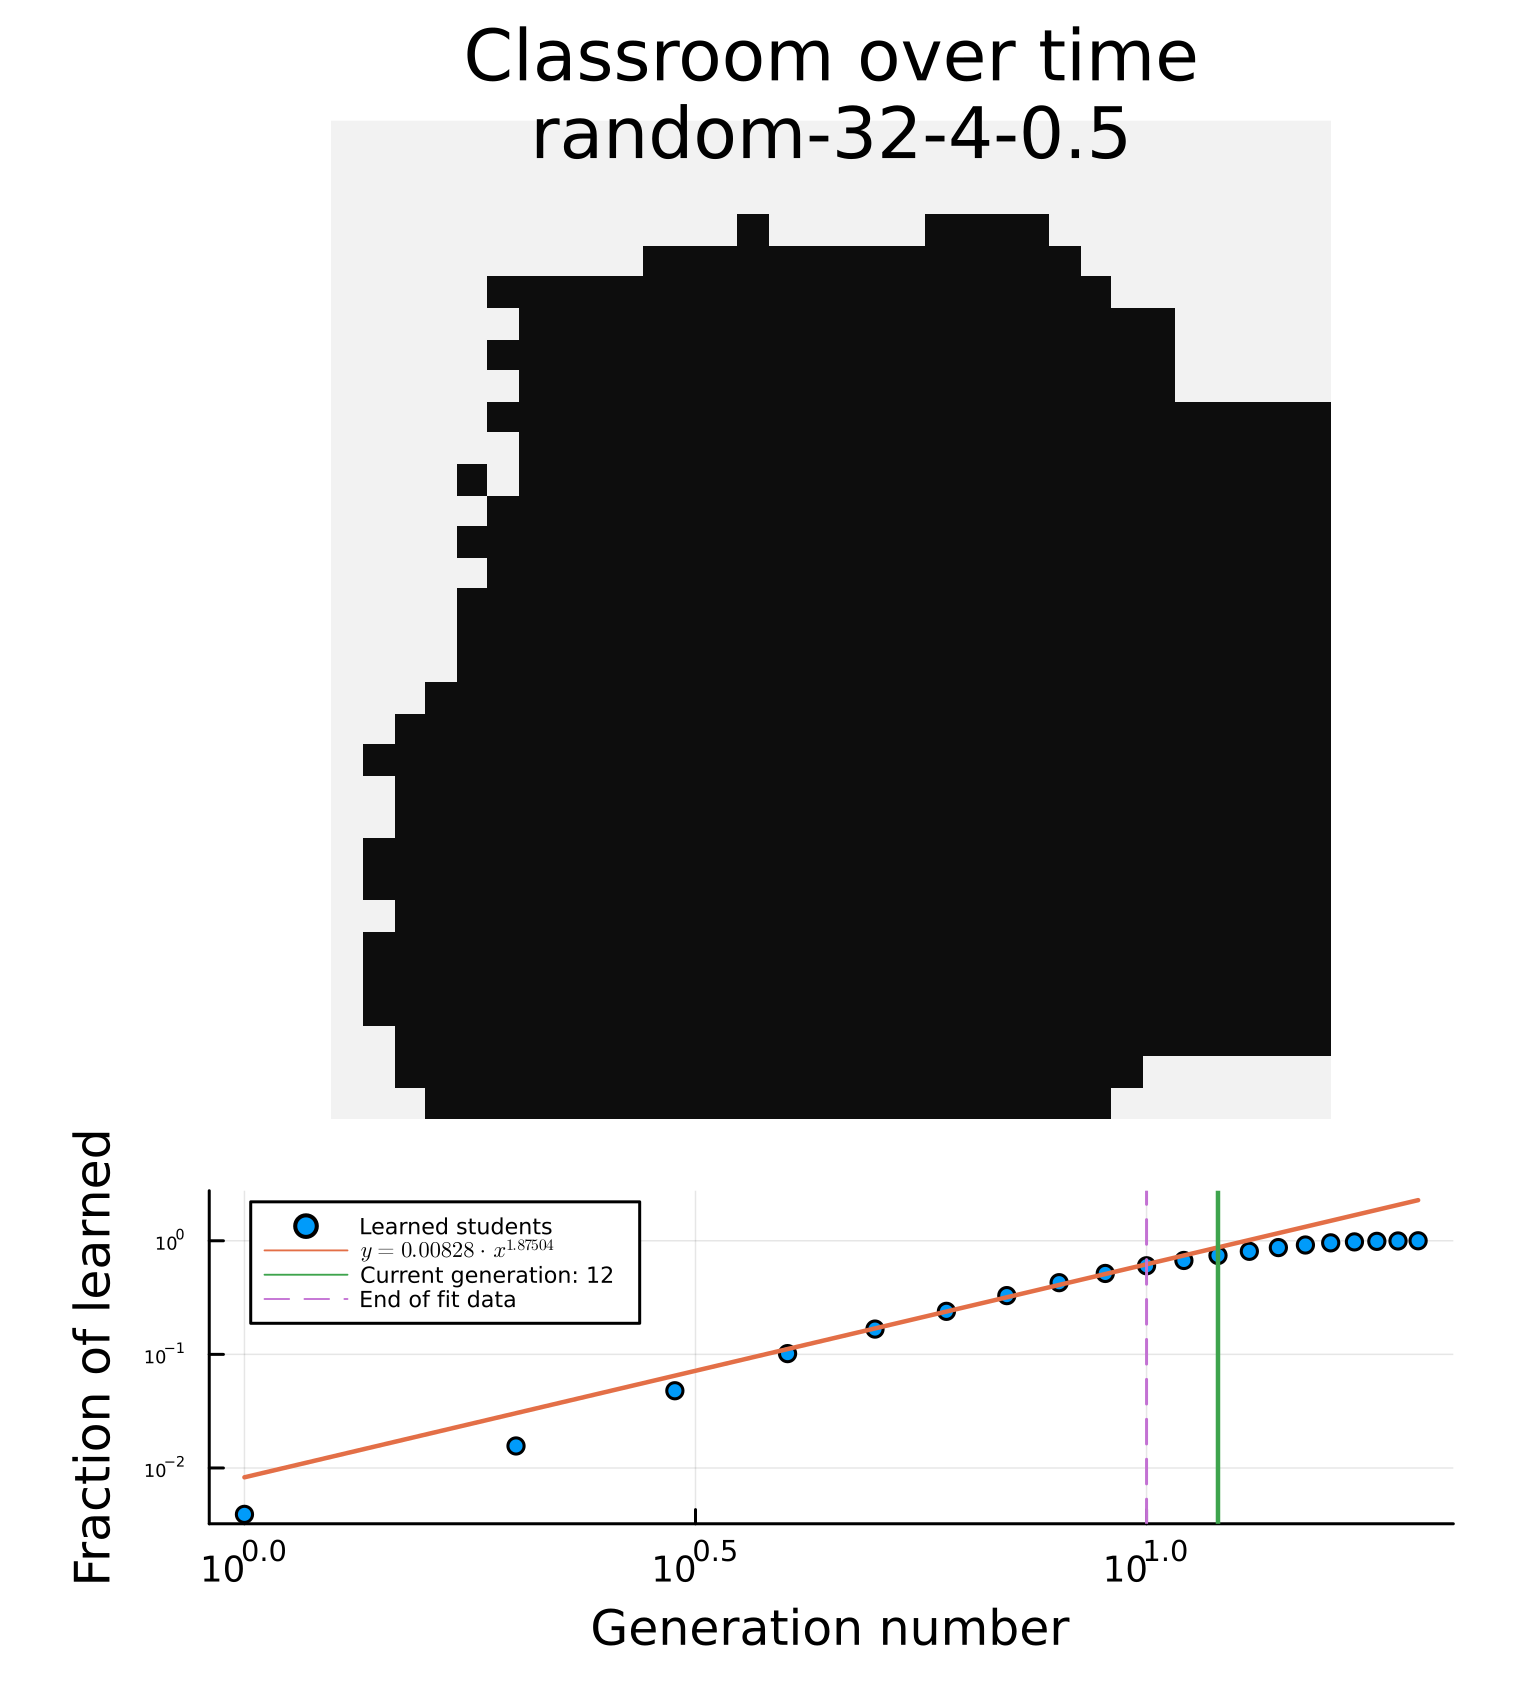 Classroom over time
random-32-4-0.5
Fraction of learned
10⁰
10⁻¹
10⁻²
Learned students
y = 0.00828 · x^1.87504
Current generation: 12
End of fit data
10^0.0
10^0.5
10^1.0
Generation number